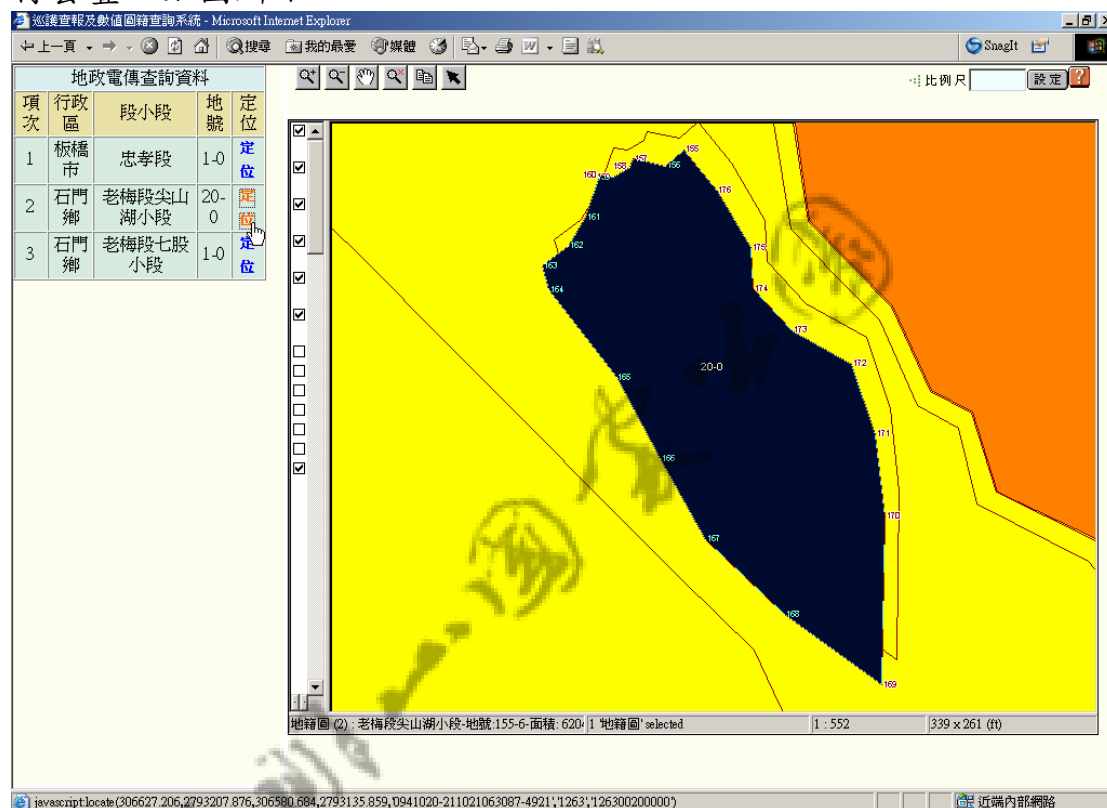 巡護查報及數值圖籍查詢系統 - Microsoft Internet Explorer
上一頁 搜尋 我的最愛 媒體 SnagIt
地政電傳查詢資料
比例尺 設定
項次 行政區 段小段 地號 定位
1 板橋市 忠孝段 1-0 定位
2 石門鄉 老梅段尖山湖小段 20-0 定位
3 石門鄉 老梅段七股小段 1-0 定位
155
156
157
158
160
161
162
163
164
165
166
167
168
169
170
171
172
173
174
175
176
20-0
地籍圖 (2) : 老梅段尖山湖小段-地號:155-6-面積: 620 1 '地籍圖' selected 1 : 552 339 x 261 (ft)
javascript:locate(306627.206,2793207.876,306580.684,2793135.859,'0941020-211021063087-4921','1263','126300200000') 近端內部網路